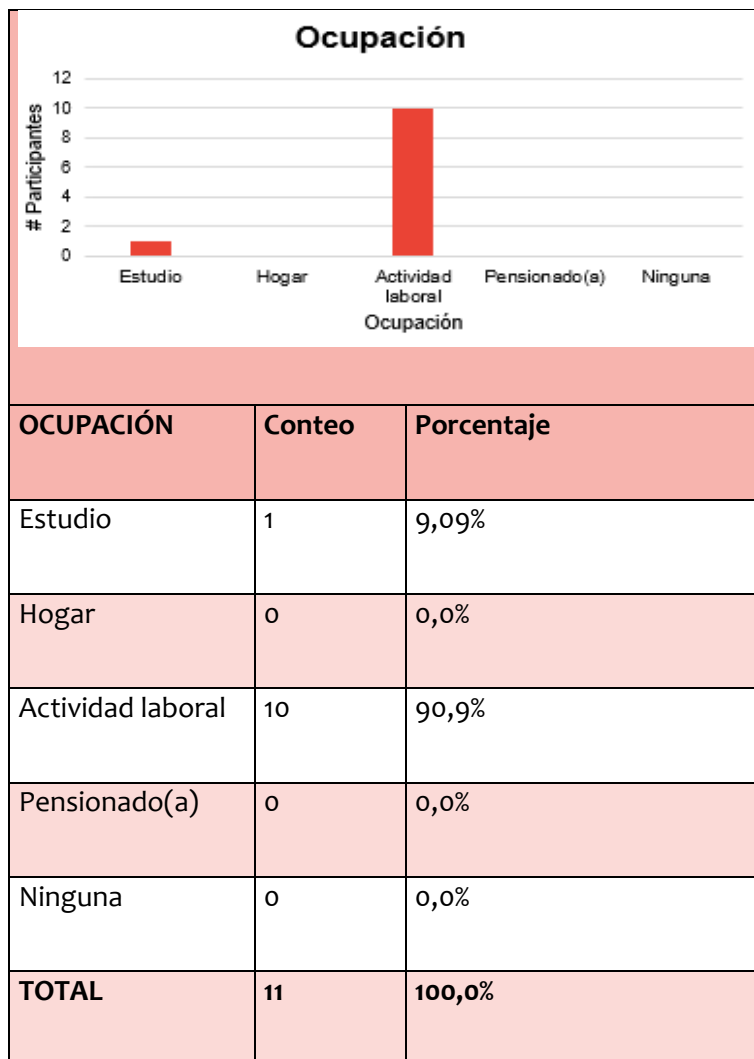 Ocupación
# Participantes
12
10
8
6
4
2
0
Estudio
Hogar
Actividad
laboral
Pensionado(a)
Ninguna
Ocupación
OCUPACIÓN Conteo Porcentaje
Estudio 1 9,09%
Hogar 0 0,0%
Actividad laboral 10 90,9%
Pensionado(a) 0 0,0%
Ninguna 0 0,0%
TOTAL 11 100,0%